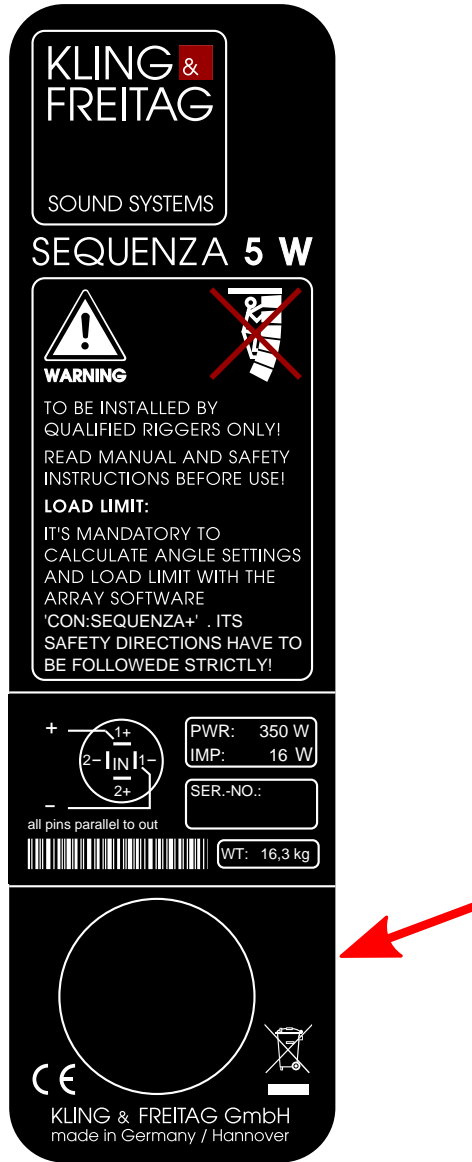 KLING &
FREITAG
SOUND SYSTEMS
SEQUENZA 5 W
WARNING
TO BE INSTALLED BY
QUALIFIED RIGGERS ONLY!
READ MANUAL AND SAFETY
INSTRUCTIONS BEFORE USE!
LOAD LIMIT:
IT'S MANDATORY TO
CALCULATE ANGLE SETTINGS
AND LOAD LIMIT WITH THE
ARRAY SOFTWARE
'CON:SEQUENZA+' . ITS
SAFETY DIRECTIONS HAVE TO
BE FOLLOWEDE STRICTLY!
+ 1+
2- IN 1-
2+
-
all pins parallel to out
PWR: 350 W
IMP: 16 W
SER.-NO.:
WT: 16,3 kg
CE
KLING & FREITAG GmbH
made in Germany / Hannover